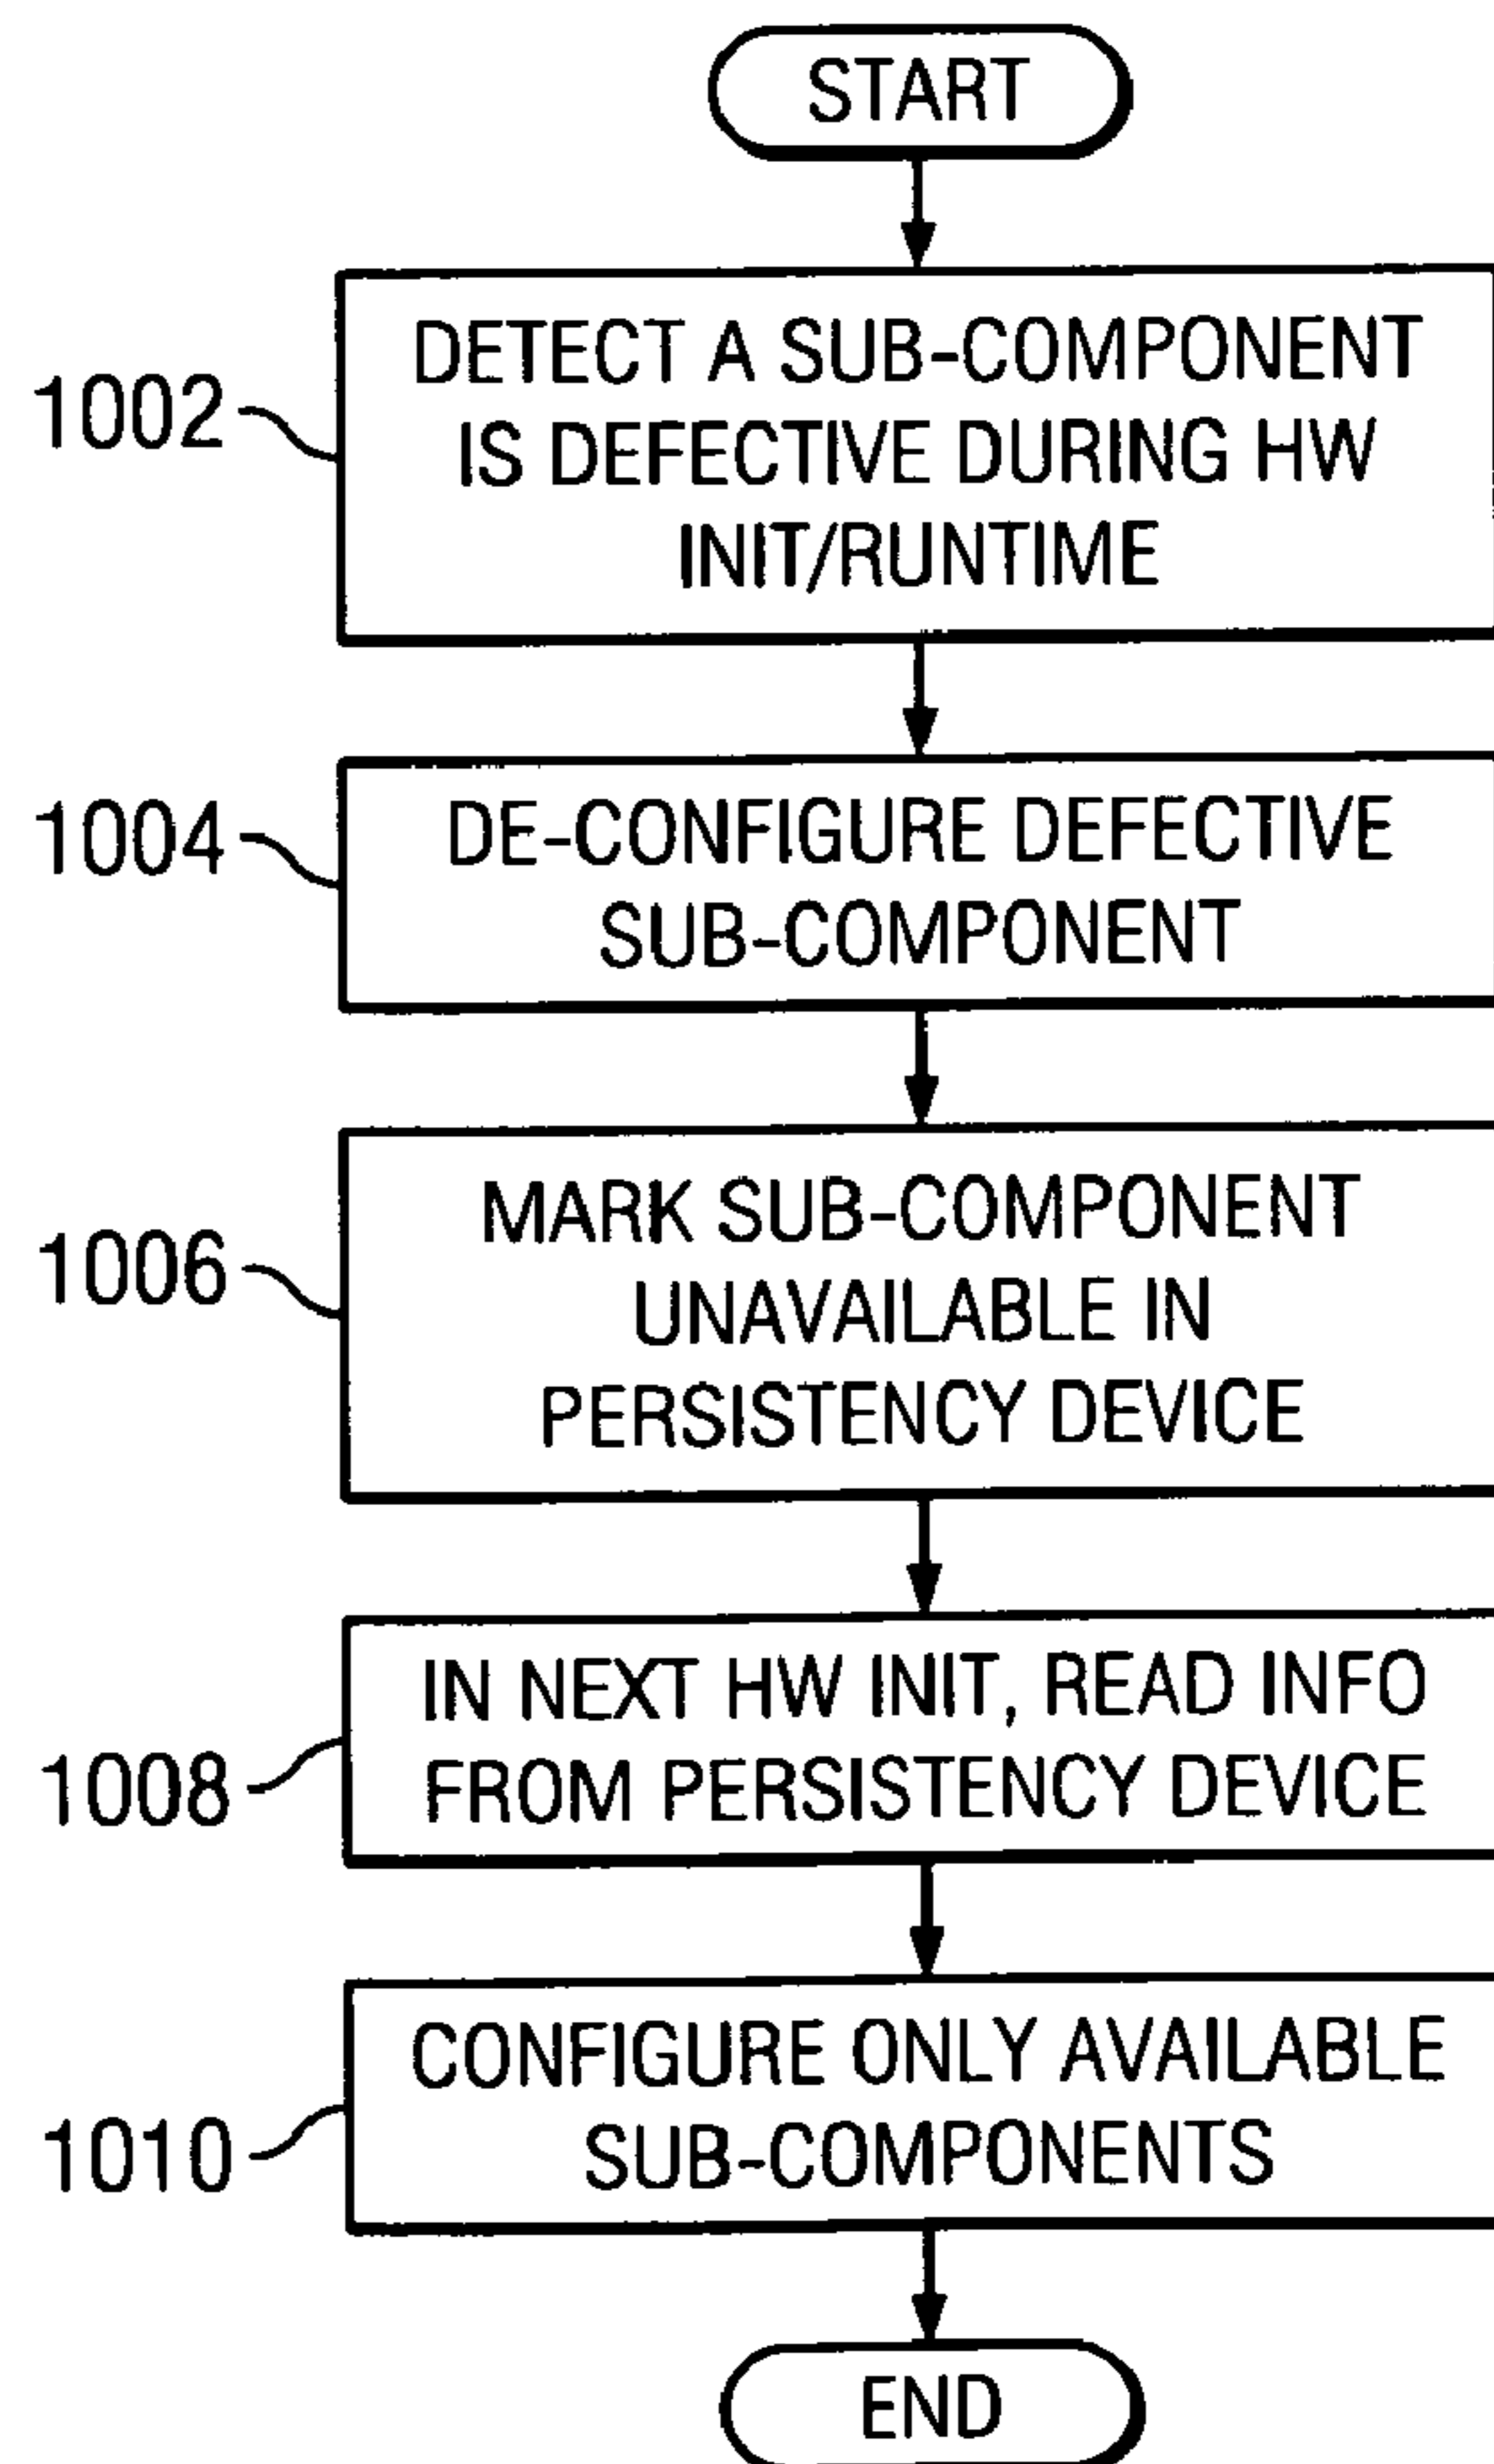 START
1002
DETECT A SUB-COMPONENT
IS DEFECTIVE DURING HW
INIT/RUNTIME
1004
DE-CONFIGURE DEFECTIVE
SUB-COMPONENT
1006
MARK SUB-COMPONENT
UNAVAILABLE IN
PERSISTENCY DEVICE
1008
IN NEXT HW INIT, READ INFO
FROM PERSISTENCY DEVICE
1010
CONFIGURE ONLY AVAILABLE
SUB-COMPONENTS
END